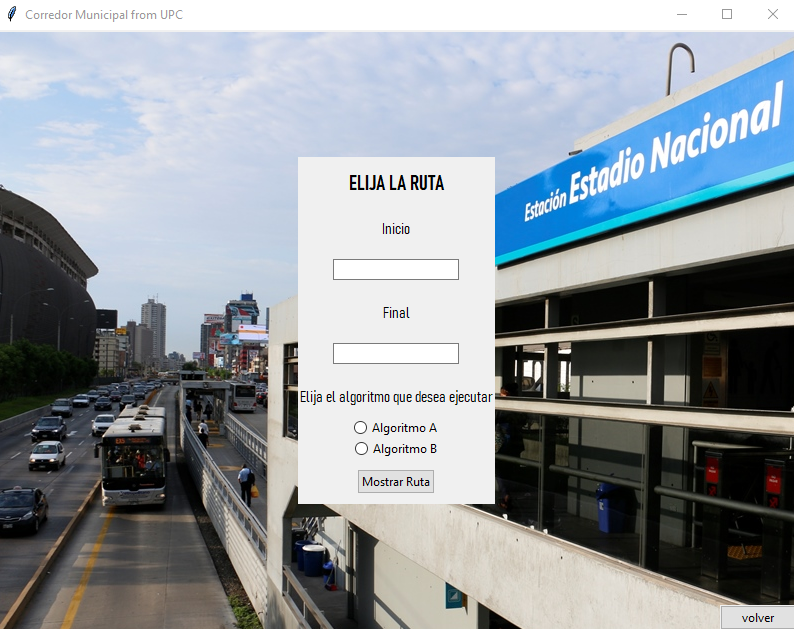 Corredor Municipal from UPC
Estación Estadio Nacional
ELIJA LA RUTA
Inicio
Final
Elija el algoritmo que desea ejecutar
Algoritmo A
Algoritmo B
Mostrar Ruta
volver